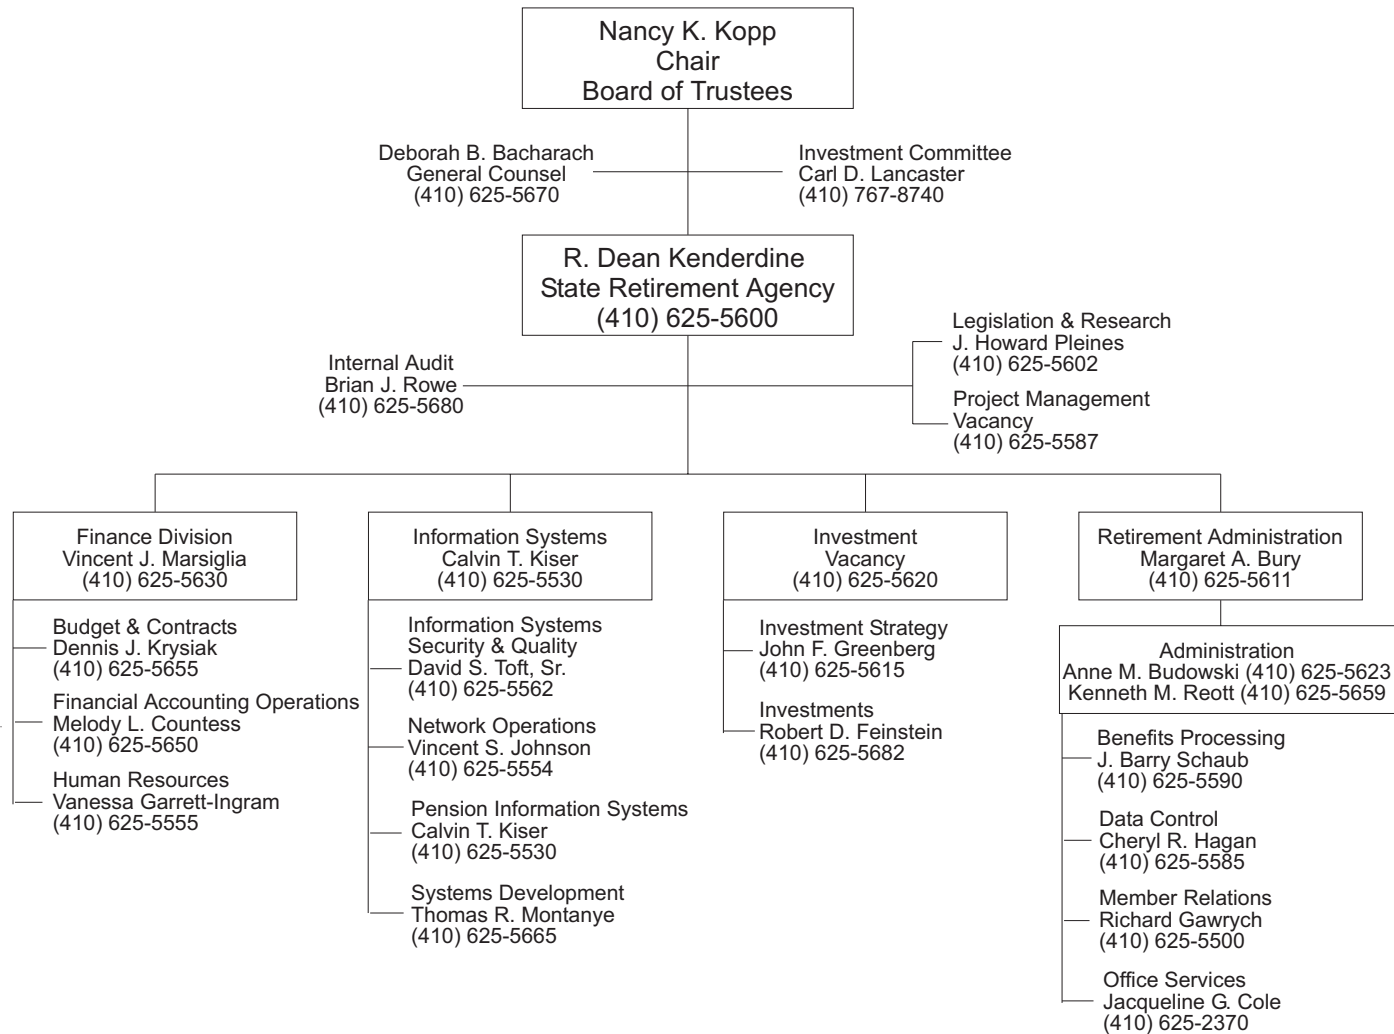 Nancy K. Kopp
Chair
Board of Trustees
Deborah B. Bacharach
General Counsel
(410) 625-5670
Investment Committee
Carl D. Lancaster
(410) 767-8740
R. Dean Kenderdine
State Retirement Agency
(410) 625-5600
Internal Audit
Brian J. Rowe
(410) 625-5680
Legislation & Research
J. Howard Pleines
(410) 625-5602
Project Management
Vacancy
(410) 625-5587
Finance Division
Vincent J. Marsiglia
(410) 625-5630
Budget & Contracts
Dennis J. Krysiak
(410) 625-5655
Financial Accounting Operations
Melody L. Countess
(410) 625-5650
Human Resources
Vanessa Garrett-Ingram
(410) 625-5555
Information Systems
Calvin T. Kiser
(410) 625-5530
Information Systems
Security & Quality
David S. Toft, Sr.
(410) 625-5562
Network Operations
Vincent S. Johnson
(410) 625-5554
Pension Information Systems
Calvin T. Kiser
(410) 625-5530
Systems Development
Thomas R. Montanye
(410) 625-5665
Investment
Vacancy
(410) 625-5620
Investment Strategy
John F. Greenberg
(410) 625-5615
Investments
Robert D. Feinstein
(410) 625-5682
Retirement Administration
Margaret A. Bury
(410) 625-5611
Administration
Anne M. Budowski (410) 625-5623
Kenneth M. Reott (410) 625-5659
Benefits Processing
J. Barry Schaub
(410) 625-5590
Data Control
Cheryl R. Hagan
(410) 625-5585
Member Relations
Richard Gawrych
(410) 625-5500
Office Services
Jacqueline G. Cole
(410) 625-2370